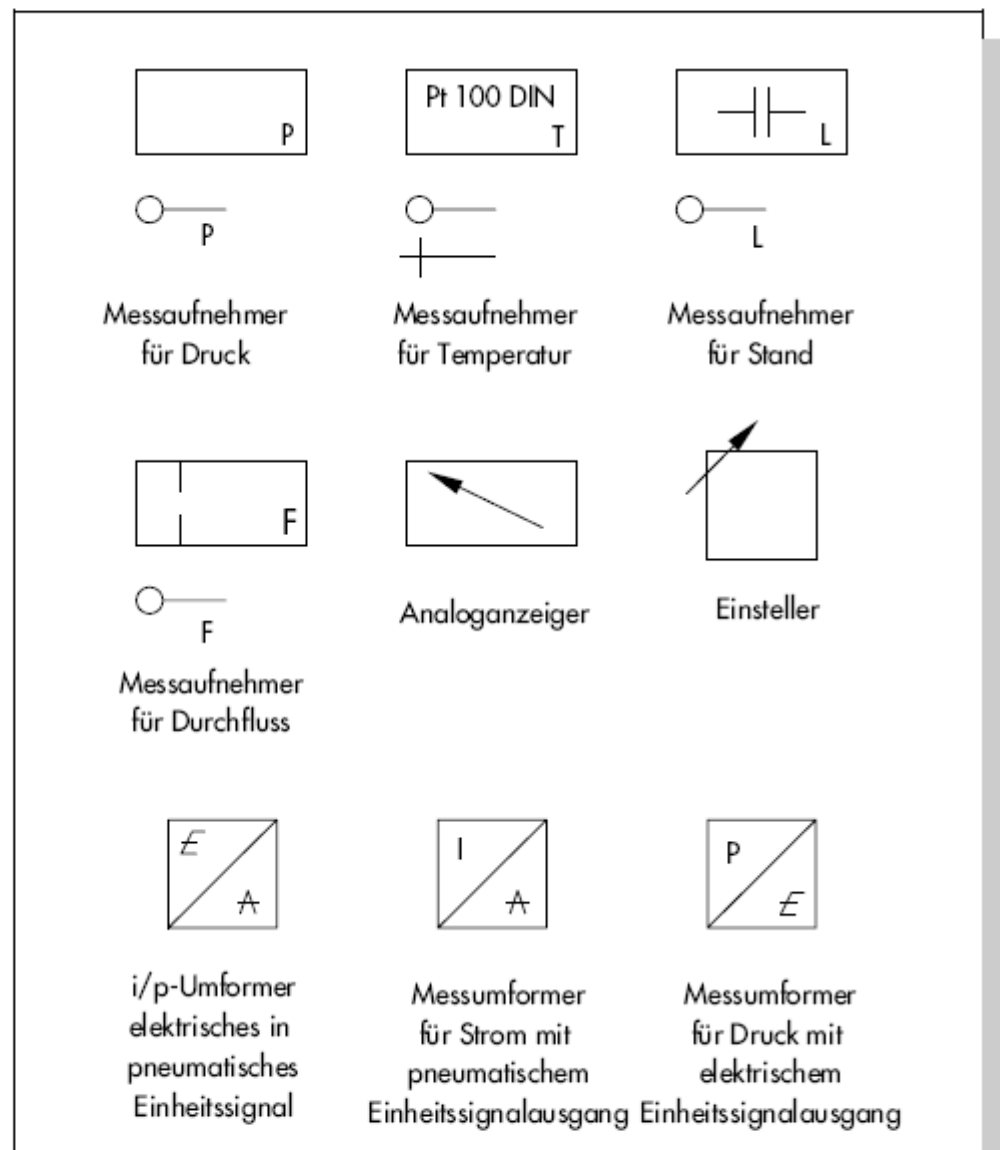 P
Pt 100 DIN
T
L
P
L
Messaufnehmer
für Druck
Messaufnehmer
für Temperatur
Messaufnehmer
für Stand
F
F
Messaufnehmer
für Durchfluss
Analoganzeiger
Einsteller
E
A
i/p-Umformer
elektrisches in
pneumatisches
Einheitssignal
I
A
Messumformer
für Strom mit
pneumatischem
Einheitssignalausgang
P
E
Messumformer
für Druck mit
elektrischem
Einheitssignalausgang